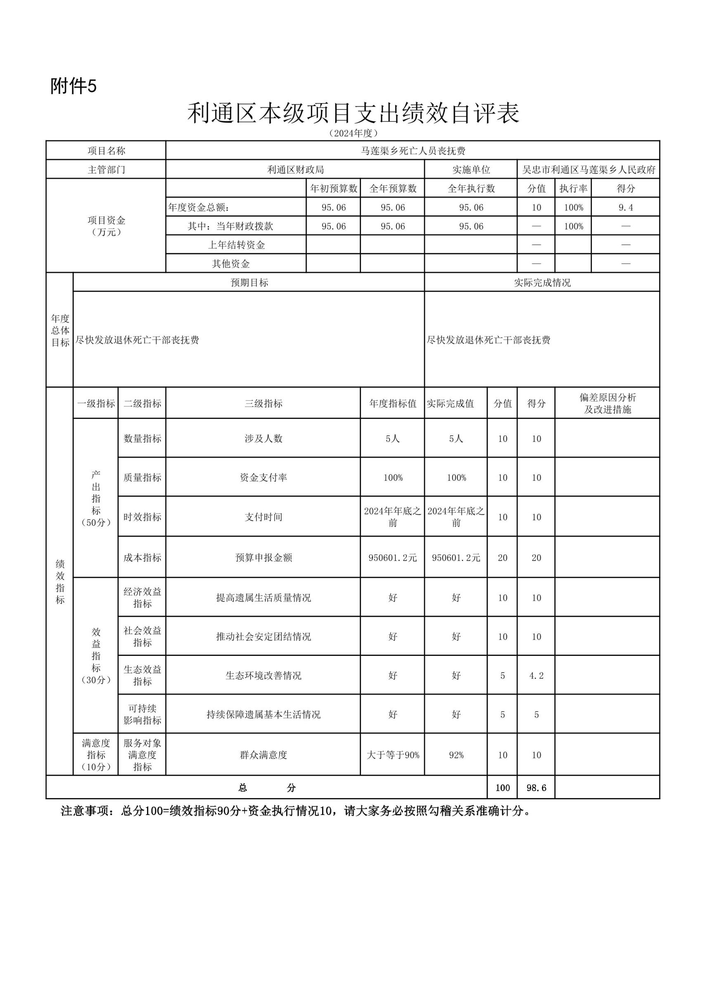 附件5
利通区本级项目支出绩效自评表
（2024年度）
项目名称 马莲渠乡死亡人员丧抚费
主管部门 利通区财政局 实施单位 吴忠市利通区马莲渠乡人民政府
项目资金
（万元）
年初预算数 全年预算数 全年执行数 分值 执行率 得分
年度资金总额： 95.06 95.06 95.06 10 100% 9.4
其中：当年财政拨款 95.06 95.06 95.06 — 100% —
上年结转资金 — —
其他资金 — —
年度
总体
目标
预期目标 实际完成情况
尽快发放退休死亡干部丧抚费 尽快发放退休死亡干部丧抚费
绩
效
指
标
一级指标 二级指标 三级指标 年度指标值 实际完成值 分值 得分 偏差原因分析
及改进措施
产
出
指
标
（50分）
数量指标 涉及人数 5人 5人 10 10
质量指标 资金支付率 100% 100% 10 10
时效指标 支付时间 2024年年底之
前 2024年年底之
前 10 10
成本指标 预算申报金额 950601.2元 950601.2元 20 20
效
益
指
标
（30分）
经济效益
指标 提高遗属生活质量情况 好 好 10 10
社会效益
指标 推动社会安定团结情况 好 好 10 10
生态效益
指标 生态环境改善情况 好 好 5 4.2
可持续
影响指标 持续保障遗属基本生活情况 好 好 5 5
满意度
指标
（10分）
服务对象
满意度
指标 群众满意度 大于等于90% 92% 10 10
总 分 100 98.6
注意事项：总分100=绩效指标90分+资金执行情况10，请大家务必按照勾稽关系准确计分。